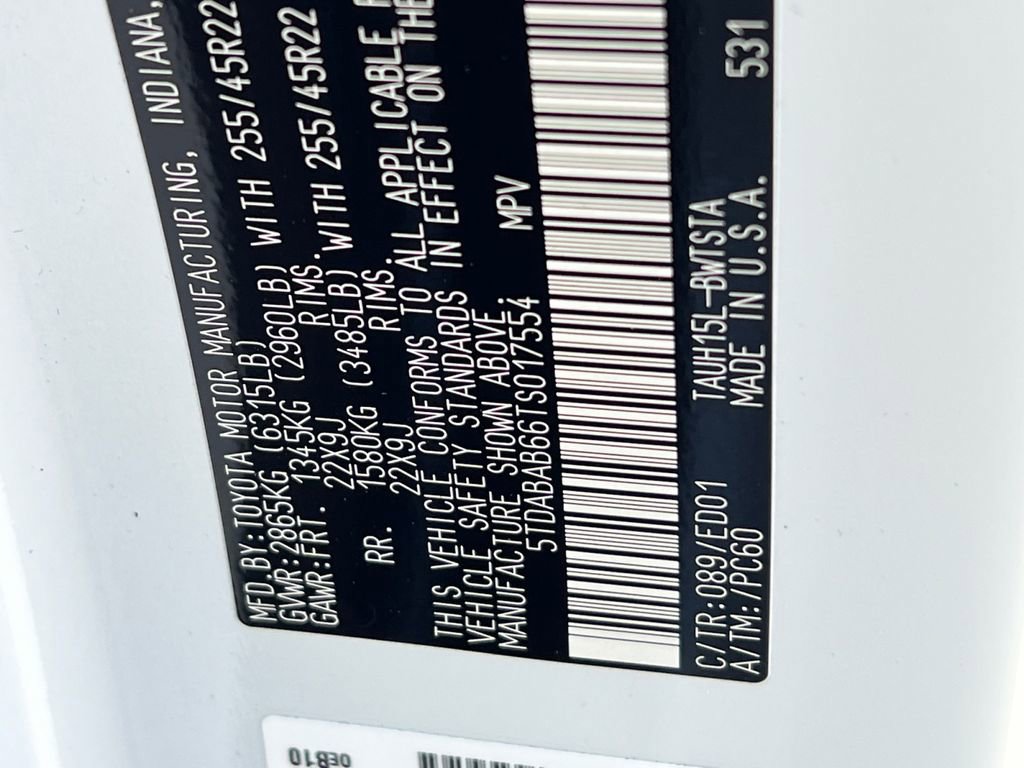 MFD.BY:TOYOTA MOTOR MANUFACTURING, INDIANA,
GVWR:2865KG (6315LB)
GAWR:FRT. 1345KG (2960LB) WITH 255/45R22
22X9J RIMS.
RR. 1580KG (3485LB) WITH 255/45R22
22X9J RIMS.
THIS VEHICLE CONFORMS TO ALL APPLICABLE
VEHICLE SAFETY STANDARDS IN EFFECT ON THE
MANUFACTURE SHOWN ABOVE.
5TDABAB66TS017554 MPV
C/TR:089/ED01 TAUH15L-BWTSTA
A/TM:/PC60 MADE IN U.S.A. 531
0EB10